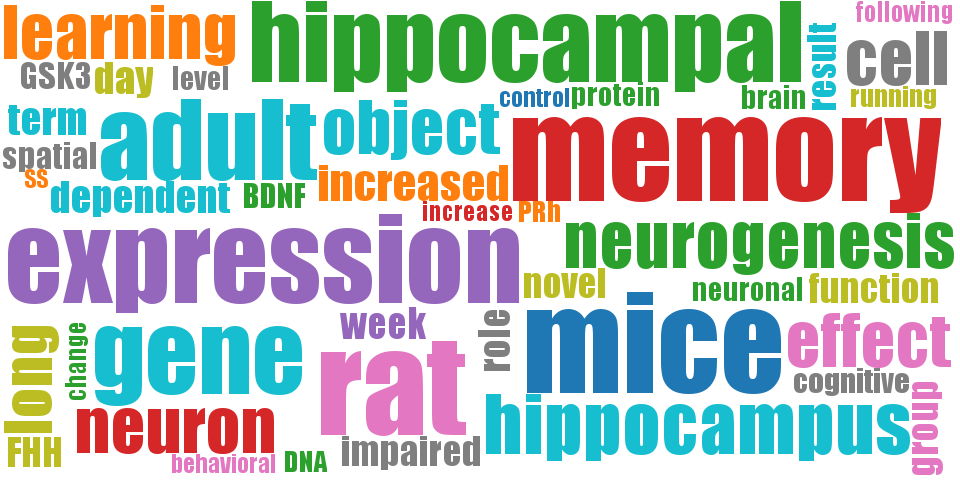 learning
hippocampal
following
GSK3
day
level
result
cell
control
protein
brain
running
term
adult
object
memory
spatial
ss
dependent
BDNF
increased
increase
PRh
expression
neurogenesis
novel
neuronal
function
long
change
gene
week
rat
role
mice
effect
cognitive
group
neuron
hippocampus
FHH
behavioral
DNA
impaired